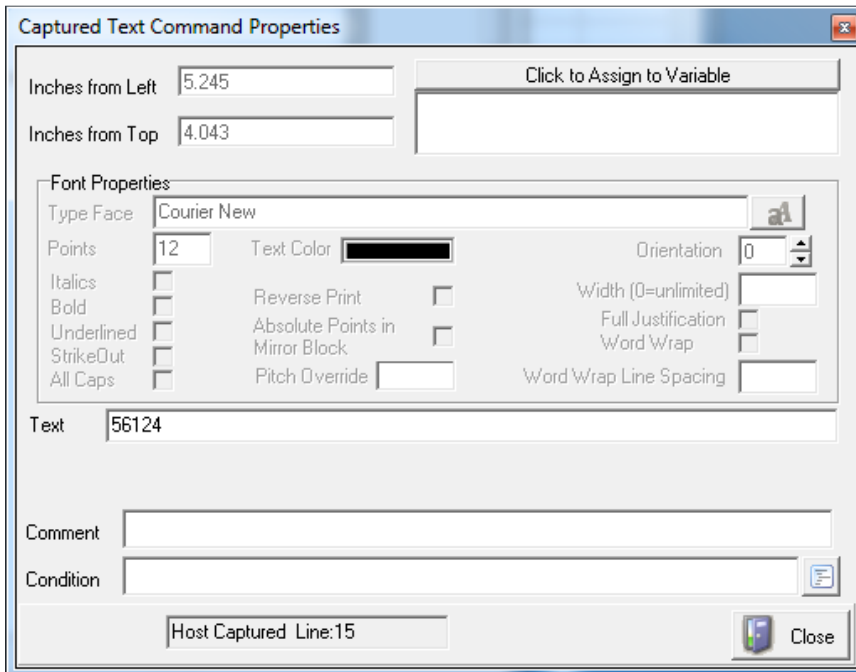 Captured Text Command Properties
Inches from Left 5.245
Click to Assign to Variable
Inches from Top 4.043
Font Properties
Type Face Courier New
aA
Points 12 Text Color Orientation 0
Italics
Bold
Underlined
StrikeOut
All Caps
Reverse Print
Absolute Points in
Mirror Block
Pitch Override
Width (0=unlimited)
Full Justification
Word Wrap
Word Wrap Line Spacing
Text 56124
Comment
Condition
Host Captured Line:15
Close